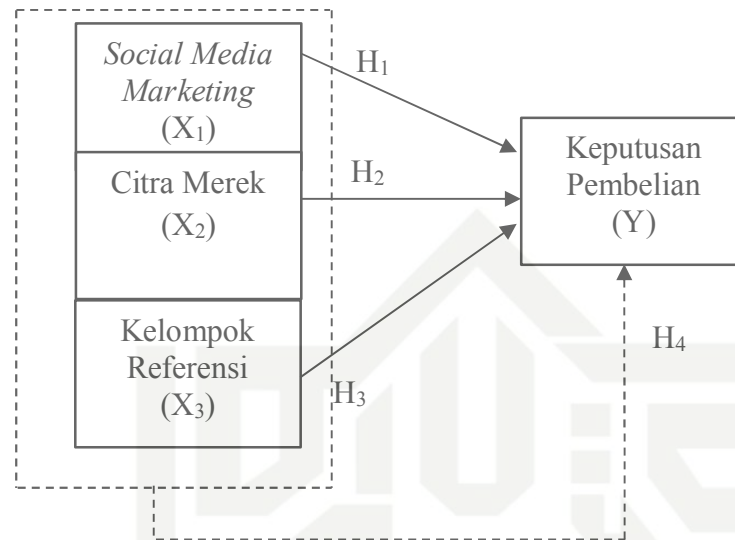 Social Media
Marketing
(X₁)
H₁
Citra Merek
(X₂)
H₂
Keputusan
Pembelian
(Y)
Kelompok
Referensi
(X₃)
H₃
H₄